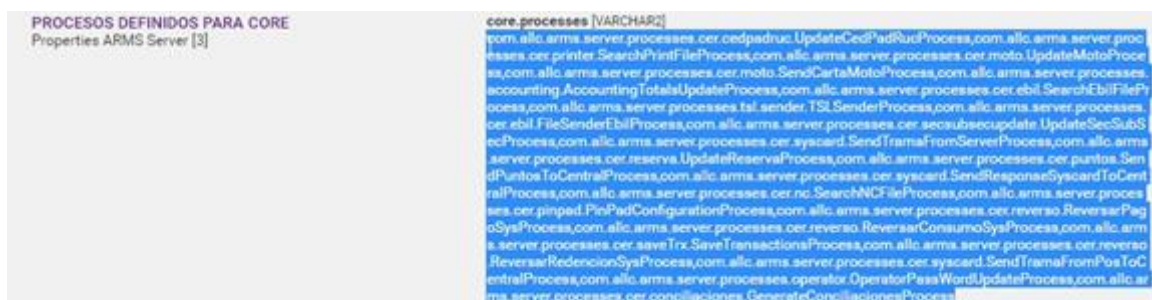 PROCESOS DEFINIDOS PARA CORE
Properties ARMS Server [3]
core.processes [VARCHAR2]
com.allc.arms.server.processes.cer.cedpadruc.UpdateCedPadRucProcess,com.allc.arms.server.proc
esses.cer.printer.SearchPrintFileProcess,com.allc.arms.server.processes.cer.moto.UpdateMotoProce
ss,com.allc.arms.server.processes.cer.moto.SendCartaMotoProcess,com.allc.arms.server.processes.
accounting.AccountingTotalsUpdateProcess,com.allc.arms.server.processes.cer.ebil.SearchEbilFilePr
ocess,com.allc.arms.server.processes.tsl.sender.TSLSenderProcess,com.allc.arms.server.processes.
cer.ebil.FileSenderEbilProcess,com.allc.arms.server.processes.cer.secsubsecupdate.UpdateSecSubS
ecProcess,com.allc.arms.server.processes.cer.syscard.SendTramaFromServerProcess,com.allc.arms
.server.processes.cer.reserva.UpdateReservaProcess,com.allc.arms.server.processes.cer.puntos.Sen
dPuntosToCentralProcess,com.allc.arms.server.processes.cer.syscard.SendResponseSyscardToCent
ralProcess,com.allc.arms.server.processes.cer.nc.SearchNCFileProcess,com.allc.arms.server.proces
ses.cer.pinpad.PinPadConfigurationProcess,com.allc.arms.server.processes.cer.reverso.ReversarPag
oSysProcess,com.allc.arms.server.processes.cer.reverso.ReversarConsumoSysProcess,com.allc.arm
s.server.processes.cer.saveTrx.SaveTransactionsProcess,com.allc.arms.server.processes.cer.reverso
.ReversarRedencionSysProcess,com.allc.arms.server.processes.cer.syscard.SendTramaFromPosToC
entralProcess,com.allc.arms.server.processes.operator.OperatorPassWordUpdateProcess,com.allc.ar
ms.server.processes.cer.conciliaciones.GenerateConciliacionesProcess